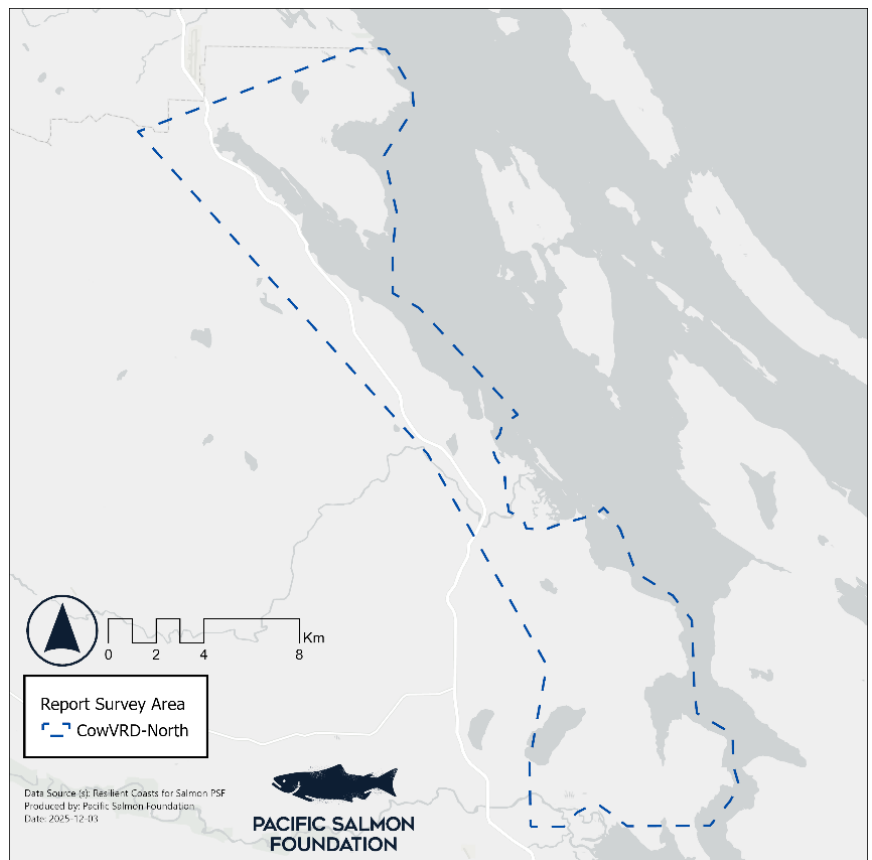 Km
0 2 4 8
Report Survey Area
CowVRD-North
Data Source (s): Resilient Coasts for Salmon PSF
Produced by: Pacific Salmon Foundation
Date: 2025-12-03
PACIFIC SALMON
FOUNDATION